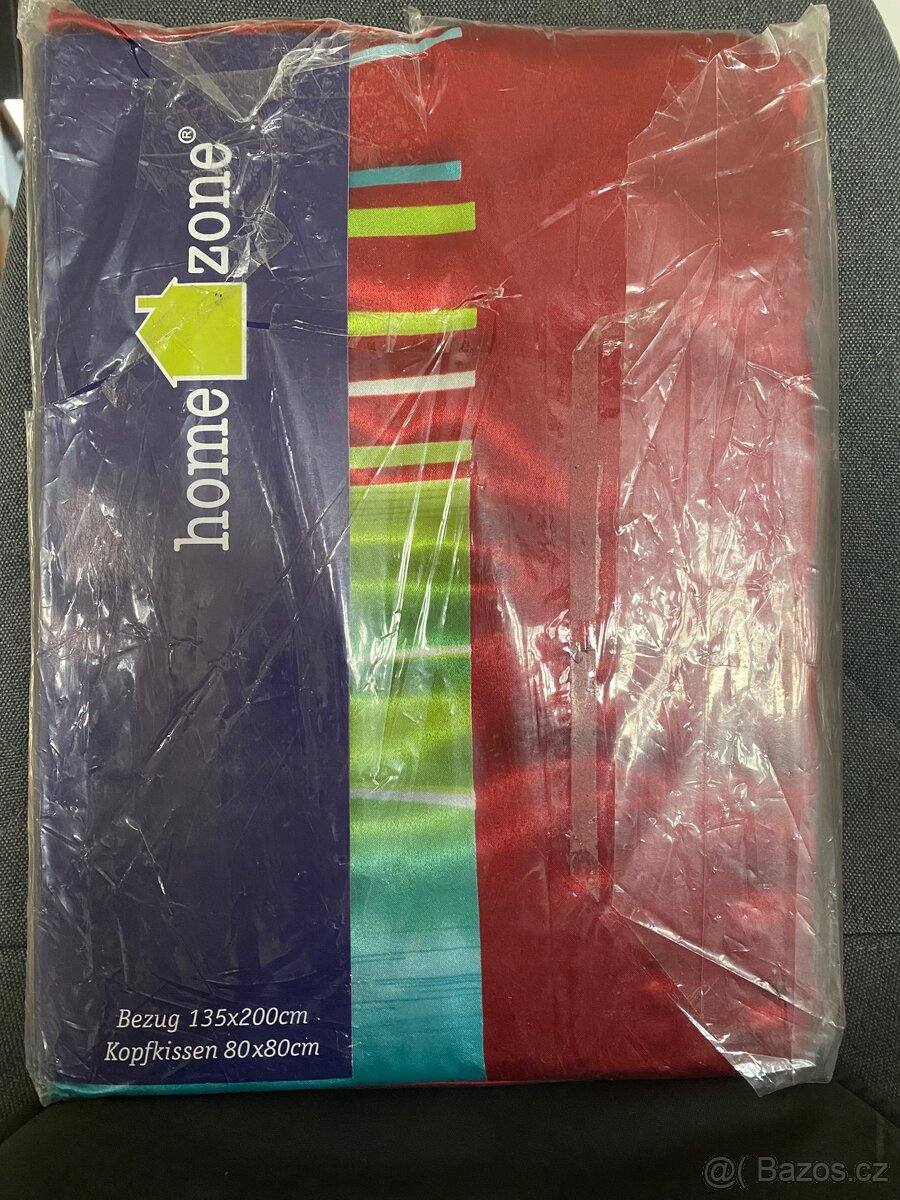 home zone®
Bezug 135x200cm
Kopfkissen 80x80cm
@( Bazos.cz